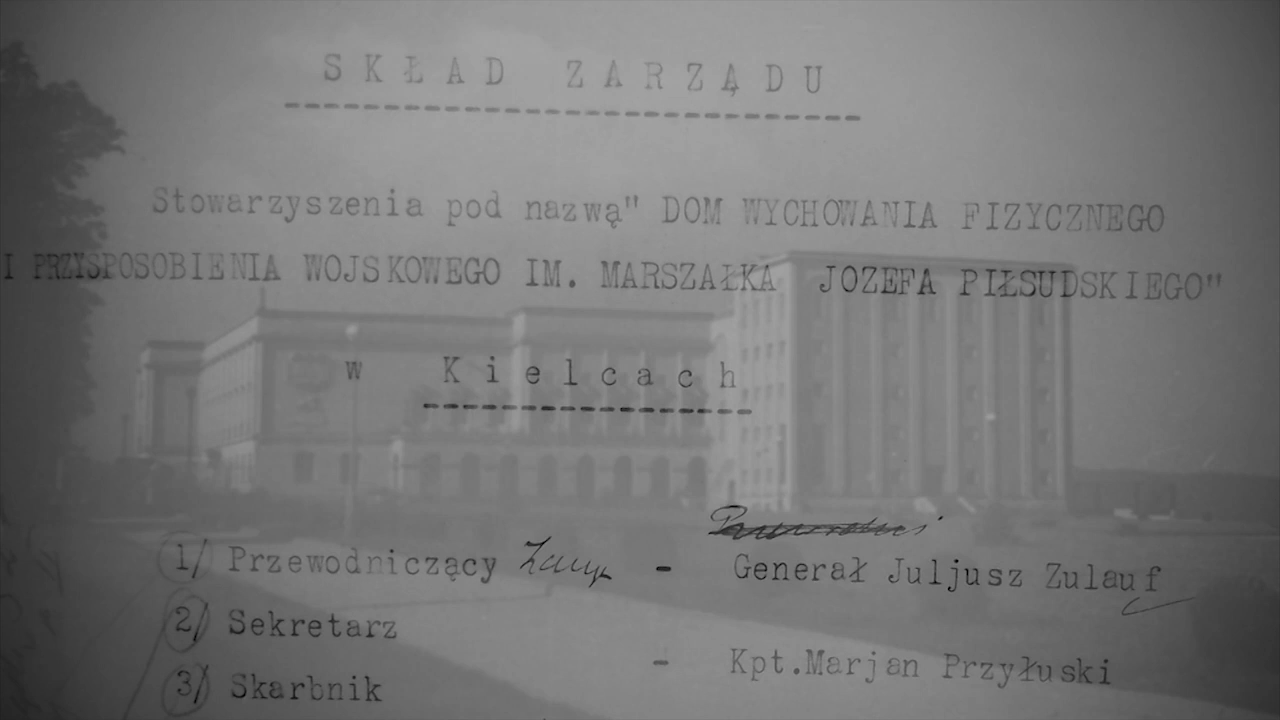 SKŁAD ZARZĄDU
Stowarzyszenia pod nazwą" DOM WYCHOWANIA FIZYCZNEGO
I PRZYSPOSOBIENIA WOJSKOWEGO IM. MARSZAŁKA JOZEFA PIŁSUDSKIEGO"
w Kielcach
1/ Przewodniczący - Generał Juljusz Zulauf
2/ Sekretarz
- Kpt.Marjan Przyłuski
3/ Skarbnik